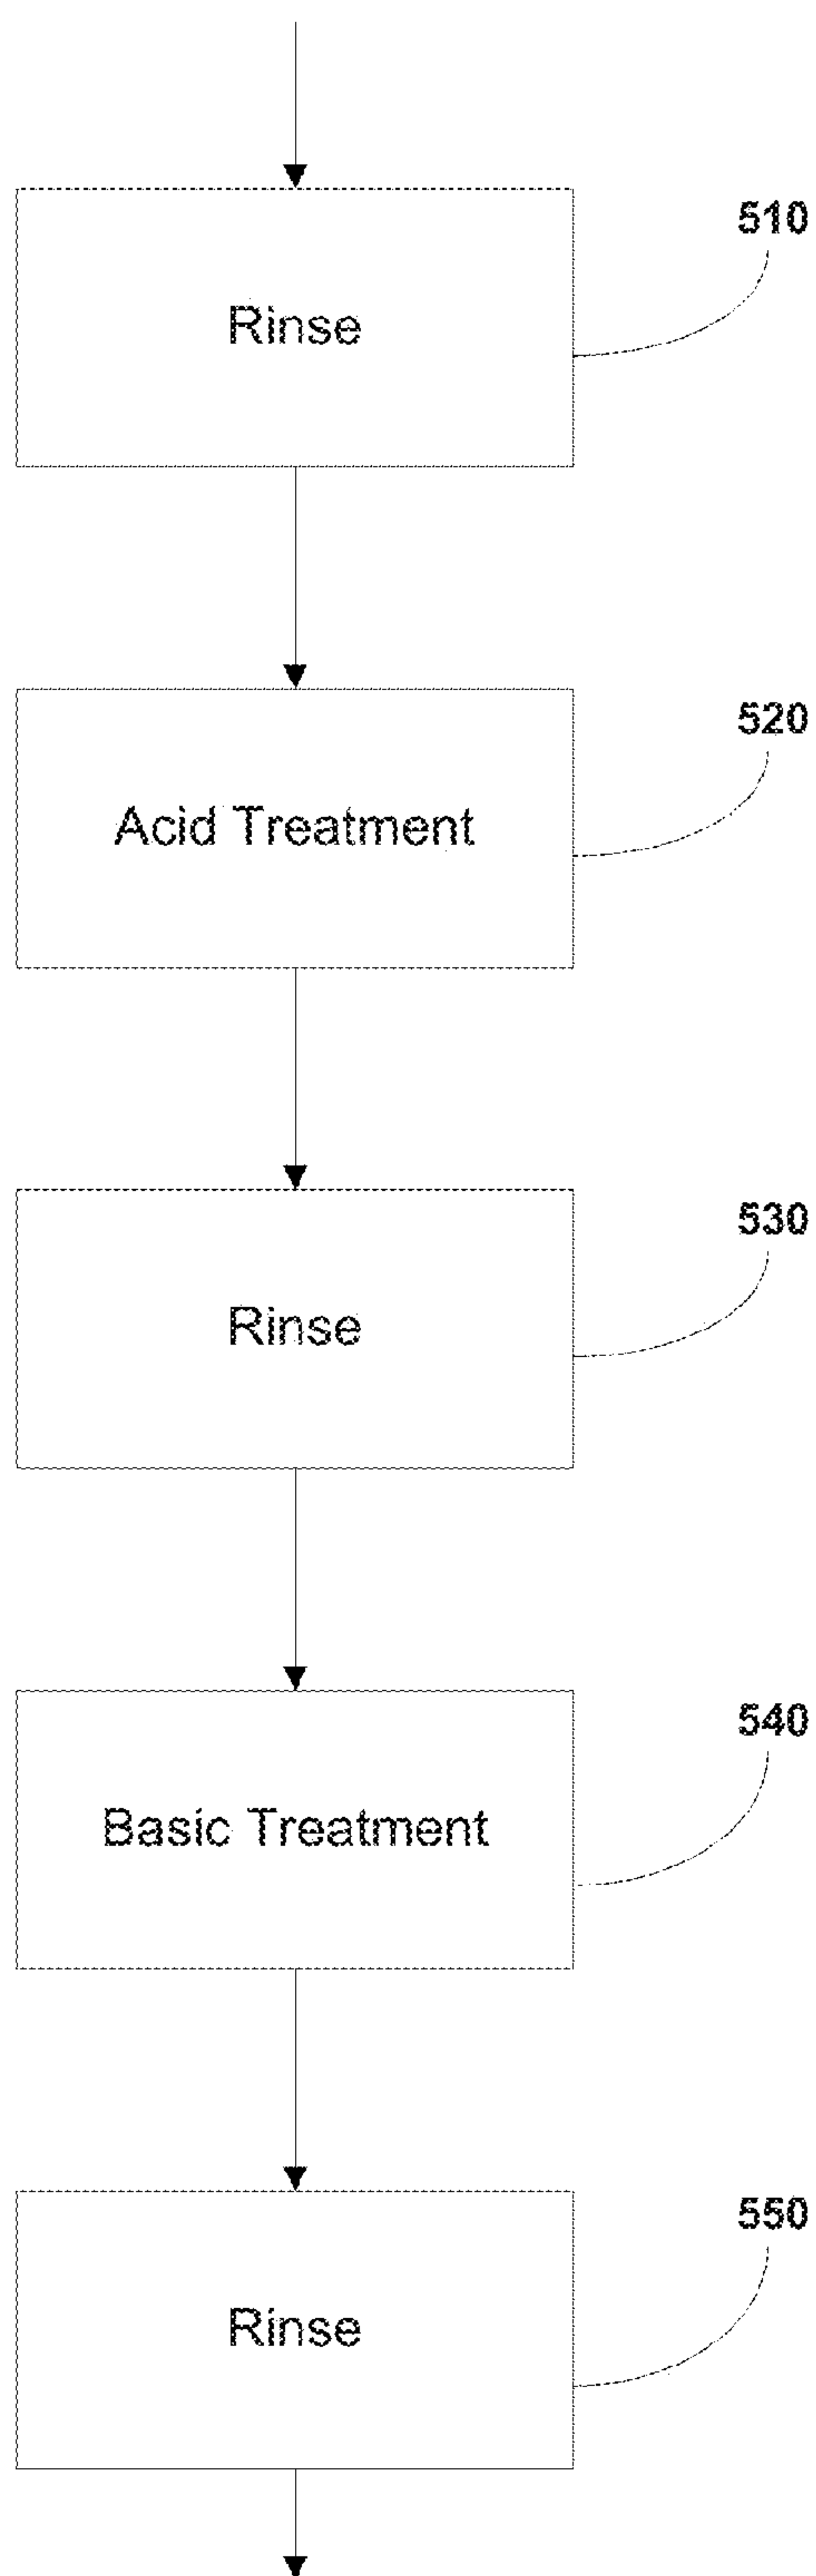 510
Rinse
520
Acid Treatment
530
Rinse
540
Basic Treatment
550
Rinse